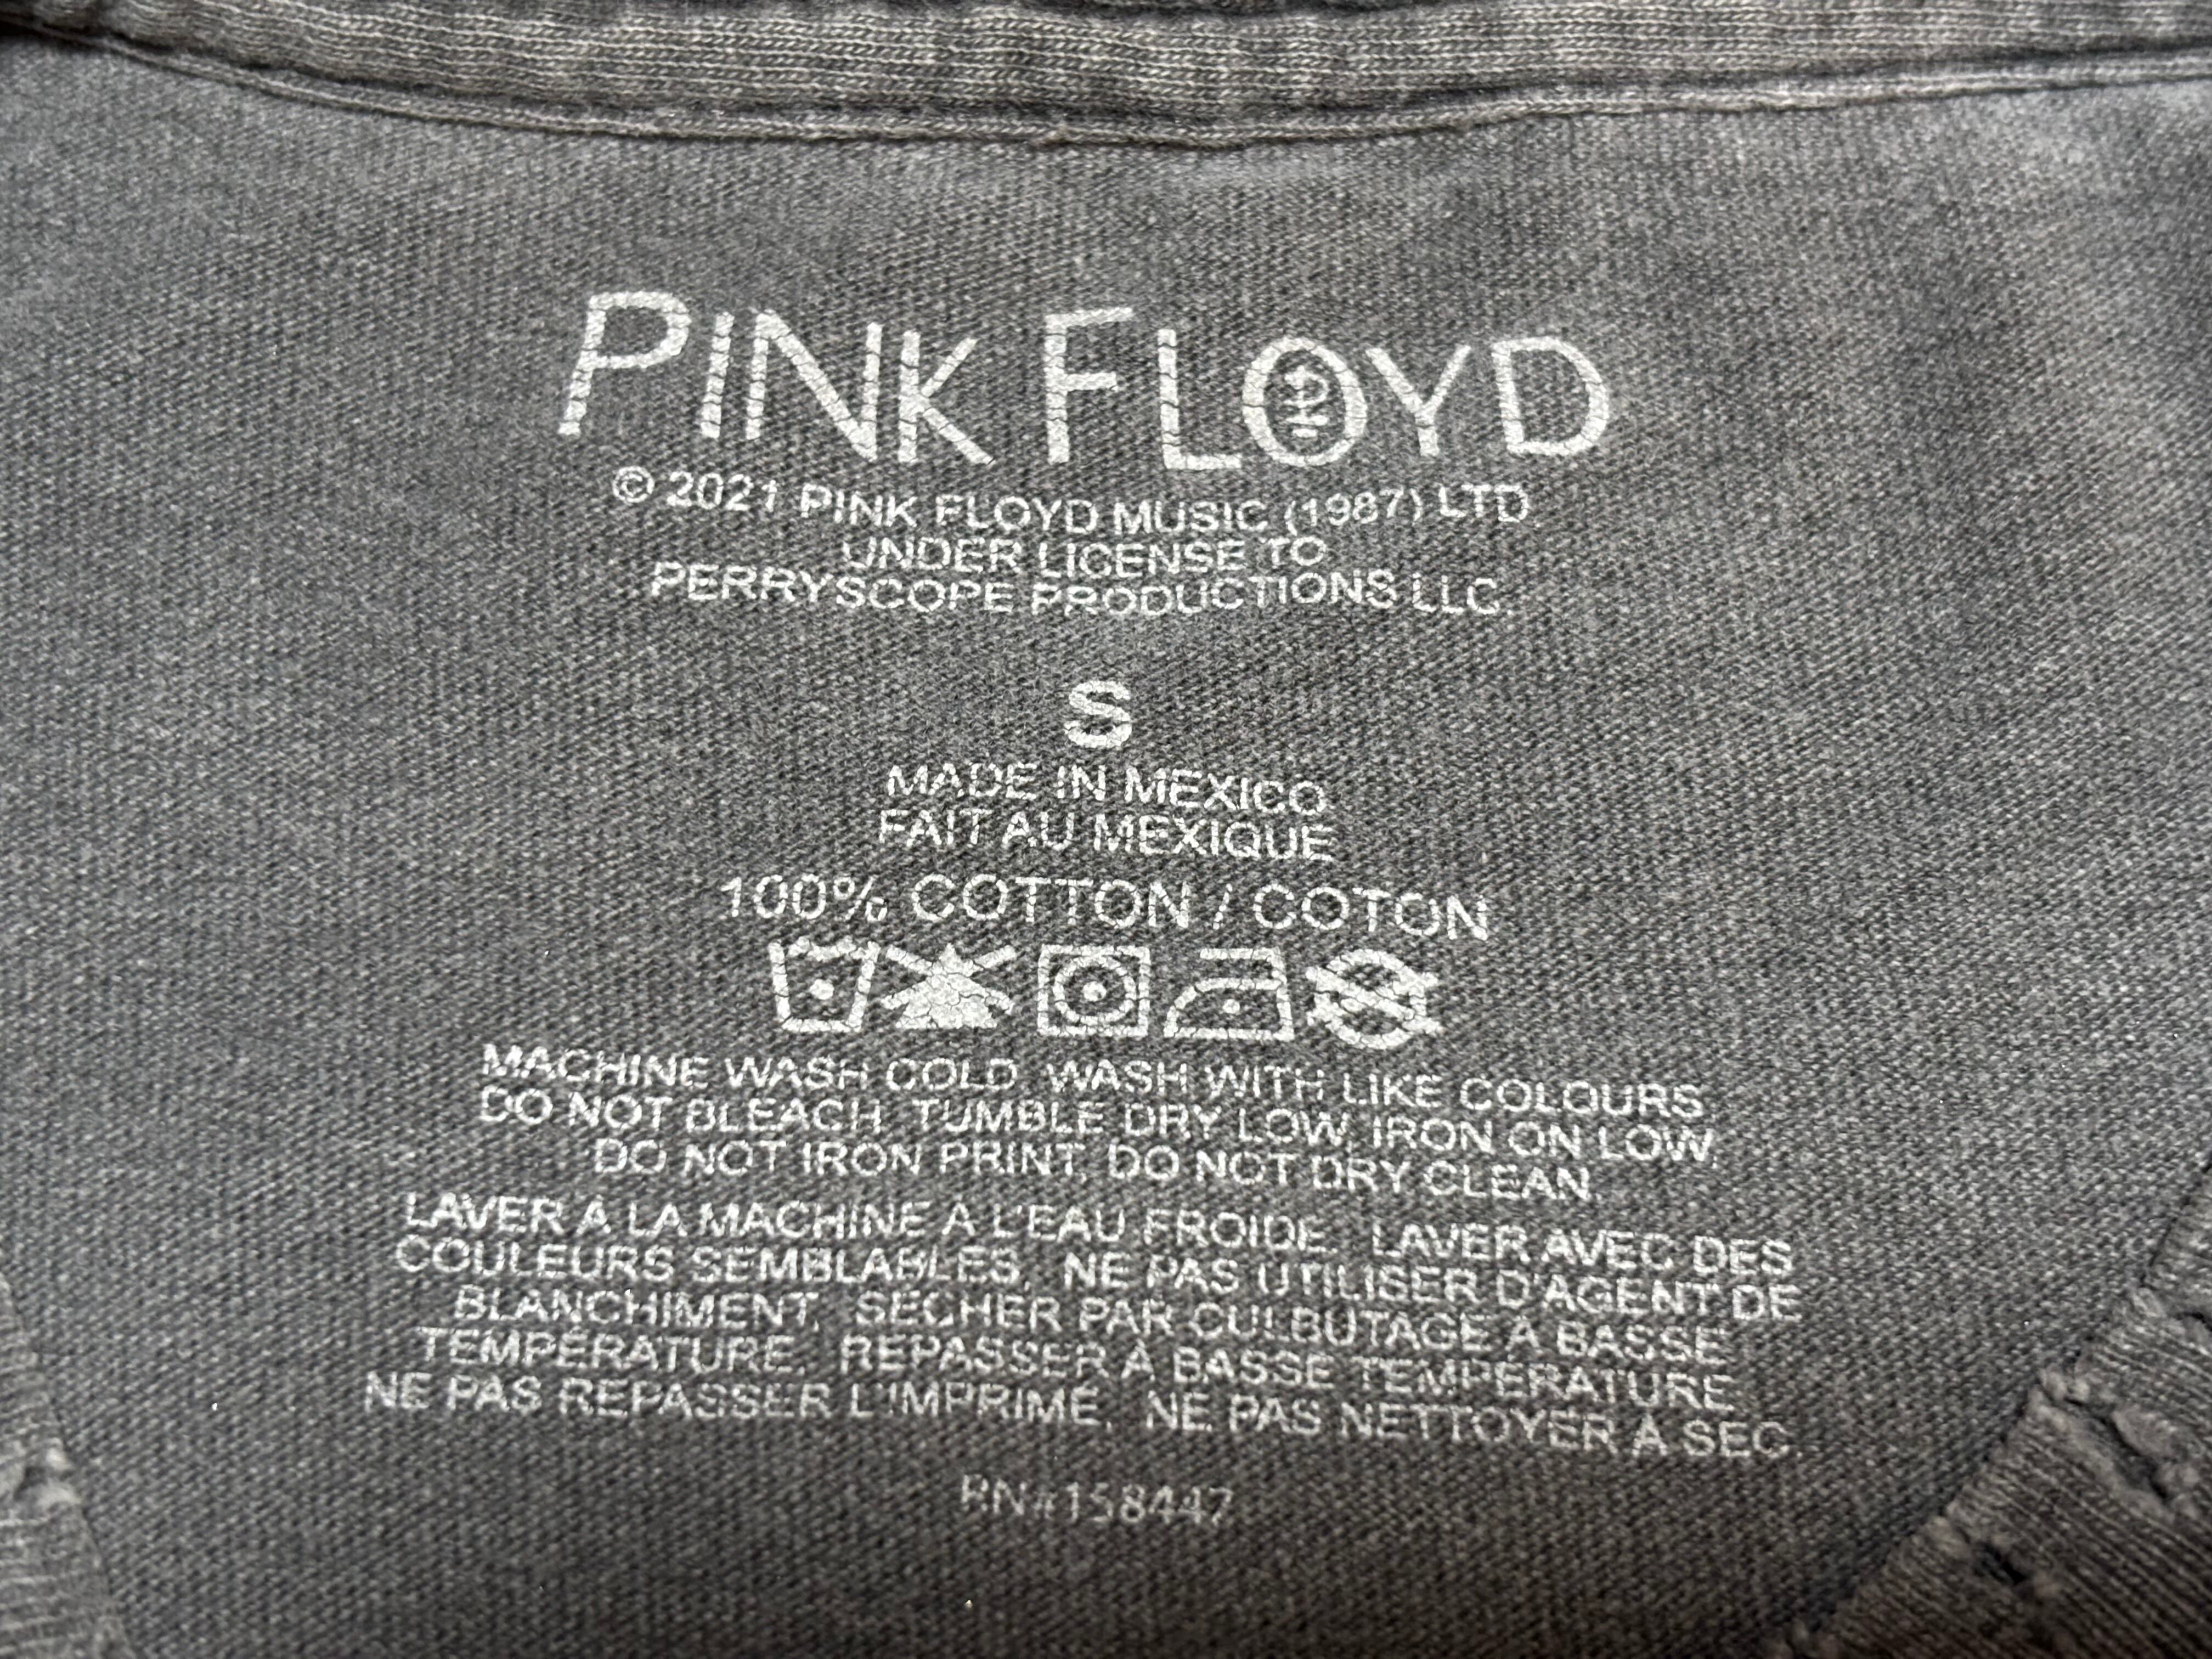 PINK FLOYD
© 2021 PINK FLOYD MUSIC (1987) LTD
UNDER LICENSE TO
PERRYSCOPE PRODUCTIONS LLC.
S
MADE IN MEXICO
FAIT AU MEXIQUE
100% COTTON / COTON
MACHINE WASH COLD, WASH WITH LIKE COLOURS,
DO NOT BLEACH, TUMBLE DRY LOW, IRON ON LOW,
DO NOT IRON PRINT, DO NOT DRY CLEAN.
LAVER À LA MACHINE À L'EAU FROIDE. LAVER AVEC DES
COULEURS SEMBLABLES. NE PAS UTILISER D'AGENT DE
BLANCHIMENT. SÉCHER PAR CULBUTAGE À BASSE
TEMPÉRATURE. REPASSER À BASSE TEMPÉRATURE.
NE PAS REPASSER L'IMPRIMÉ. NE PAS NETTOYER À SEC.
RN#158447